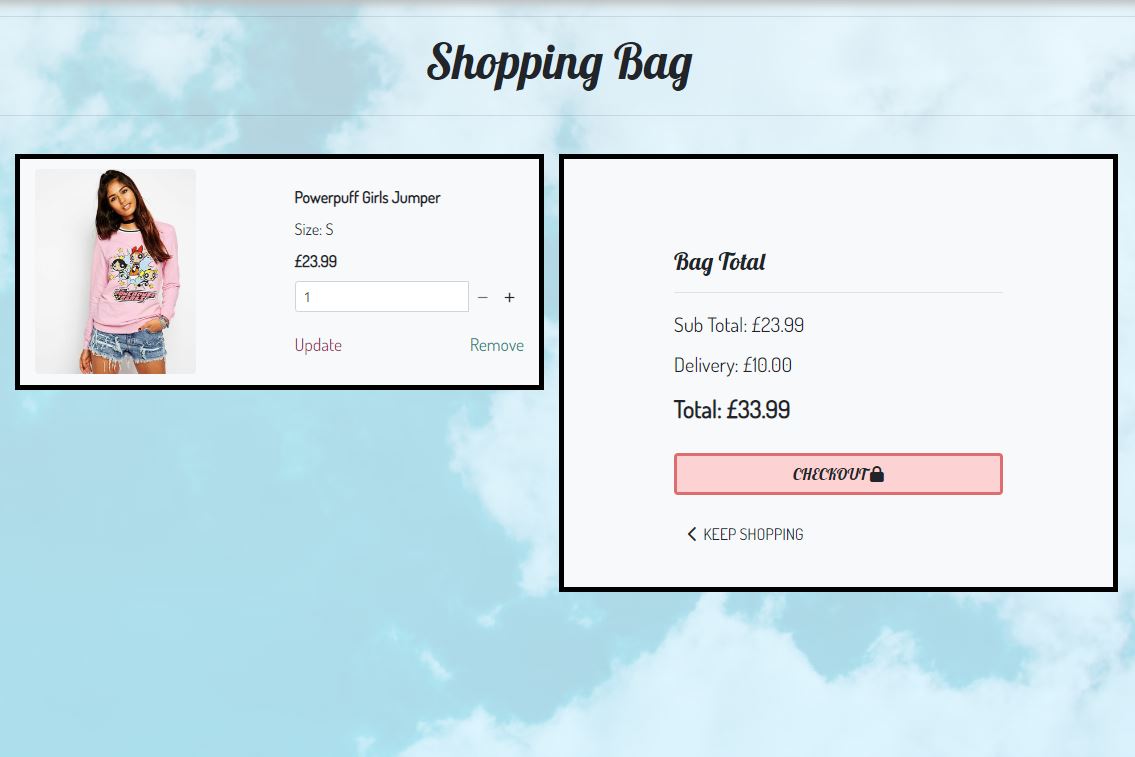 Shopping Bag
Powerpuff Girls Jumper
Size: S
£23.99
1
Update
Remove
Bag Total
Sub Total: £23.99
Delivery: £10.00
Total: £33.99
CHECKOUT
KEEP SHOPPING